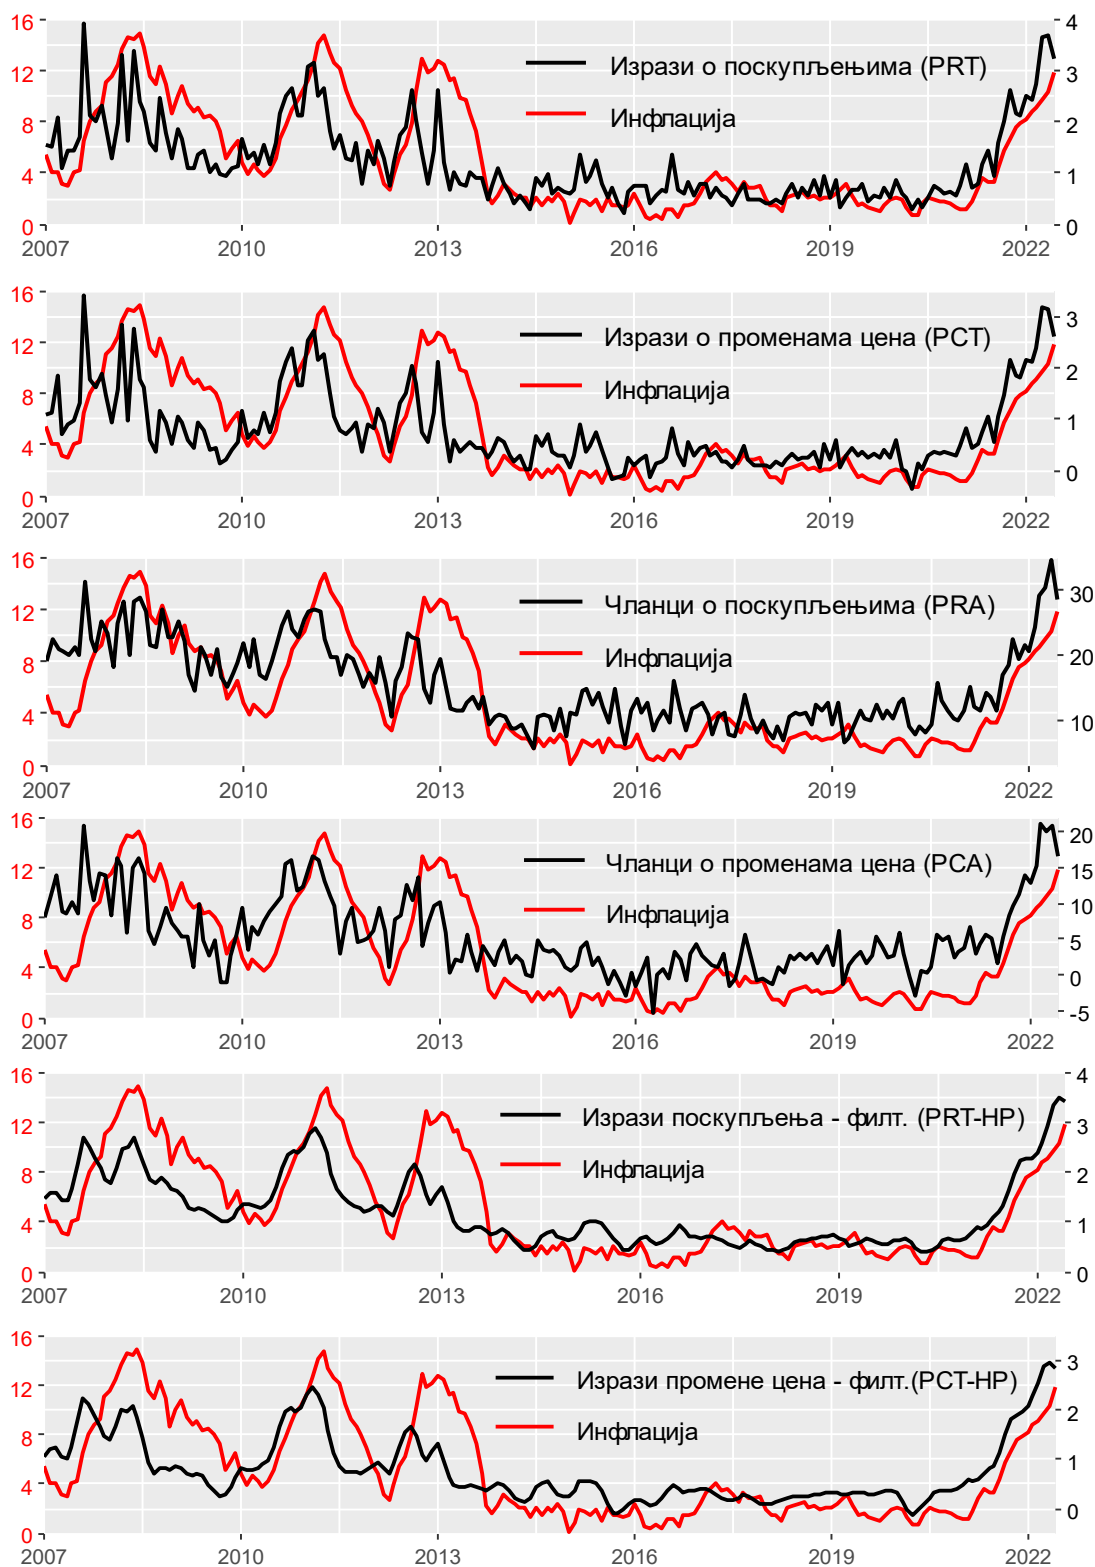 16 4
Изрази о поскупљењима (PRT)
12 3
Инфлација
8 2
4 1
0 0
2007 2010 2013 2016 2019 2022
16
3
Изрази о променама цена (PCT)
12
2
Инфлација
8
1
4
0
0
2007 2010 2013 2016 2019 2022
16
30
Чланци о поскупљењима (PRA)
12
Инфлација
8 20
4 10
0
2007 2010 2013 2016 2019 2022
16
20
Чланци о променама цена (PCA)
12 15
10
Инфлација
8
5
4 0
0 -5
2007 2010 2013 2016 2019 2022
16 4
Изрази поскупљења - филт. (PRT-HP)
12 3
Инфлација
8 2
4 1
0 0
2007 2010 2013 2016 2019 2022
16
3
Изрази промене цена - филт.(PCT-HP)
12
2
Инфлација
8
1
4
0
0
2007 2010 2013 2016 2019 2022